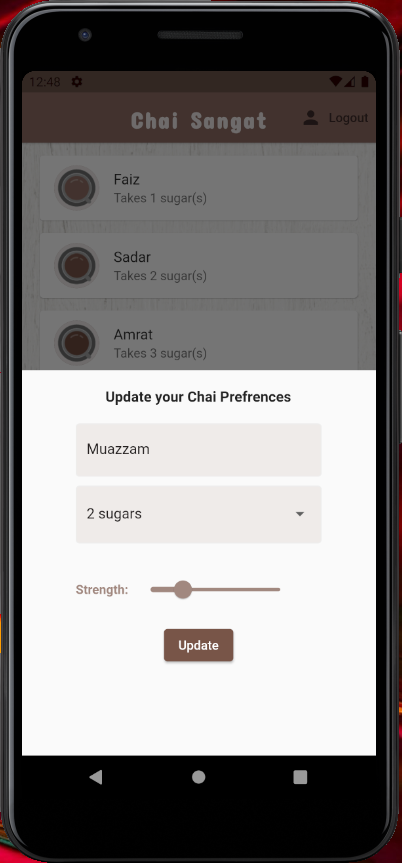 12:48
Chai Sangat
Logout
Faiz
Takes 1 sugar(s)
Sadar
Takes 2 sugar(s)
Amrat
Takes 3 sugar(s)
Update your Chai Prefrences
Muazzam
2 sugars
Strength:
Update